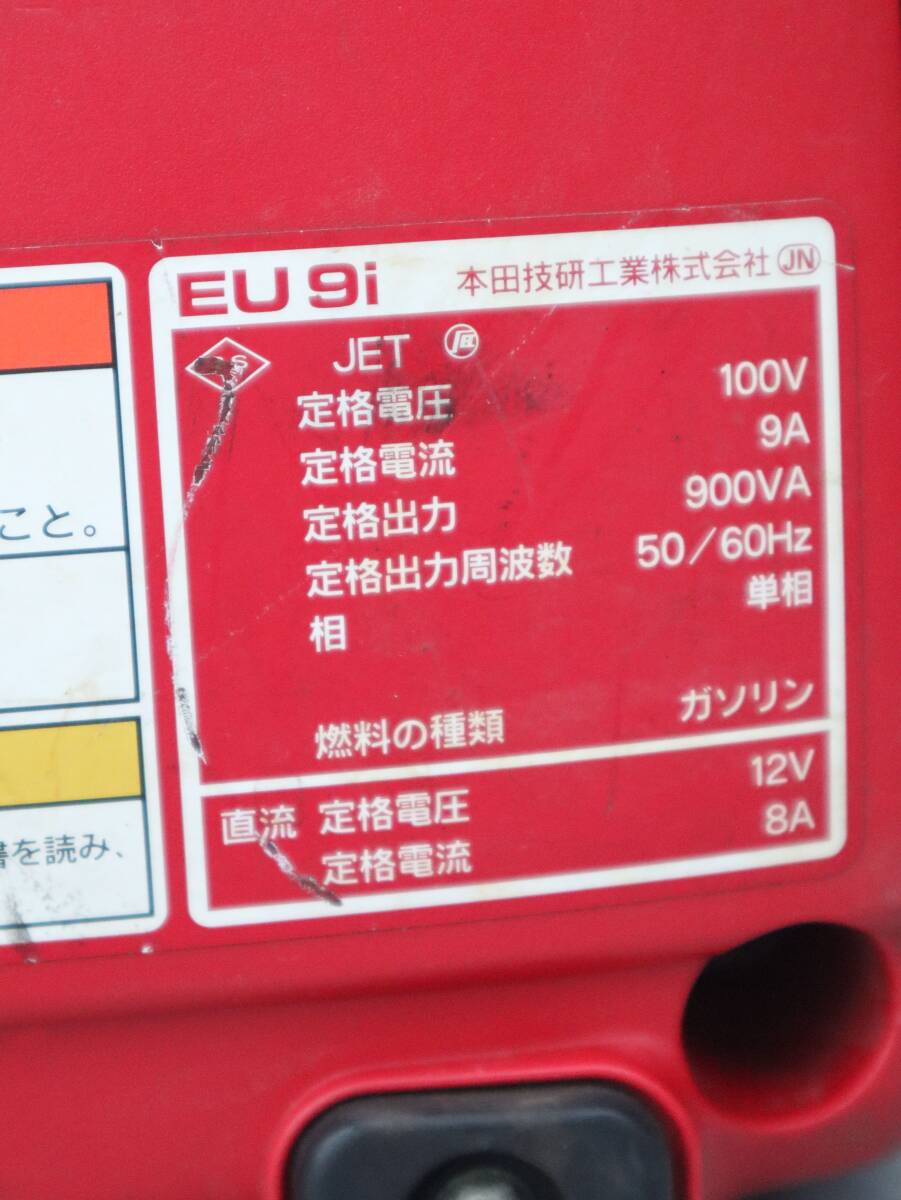 EU 9i 本田技研工業株式会社 JN
JET
定格電圧 100V
定格電流 9A
定格出力 900VA
定格出力周波数 50/60Hz
相 単相
燃料の種類 ガソリン
直流 定格電圧 12V
定格電流 8A
こと。
書を読み、